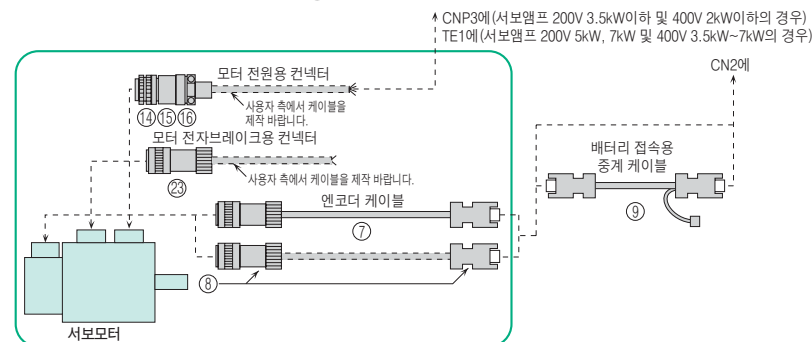 CNP3에(서보앰프 200V 3.5kW이하 및 400V 2kW이하의 경우)
TE1에(서보앰프 200V 5kW, 7kW 및 400V 3.5kW~7kW의 경우)
CN2에
모터 전원용 컨넥터
사용자 측에서 케이블을
제작 바랍니다.
⑭⑮⑯
모터 전자브레이크용 컨넥터
사용자 측에서 케이블을 제작 바랍니다.
㉓
배터리 접속용
중계 케이블
⑨
엔코더 케이블
⑦
⑧
서보모터